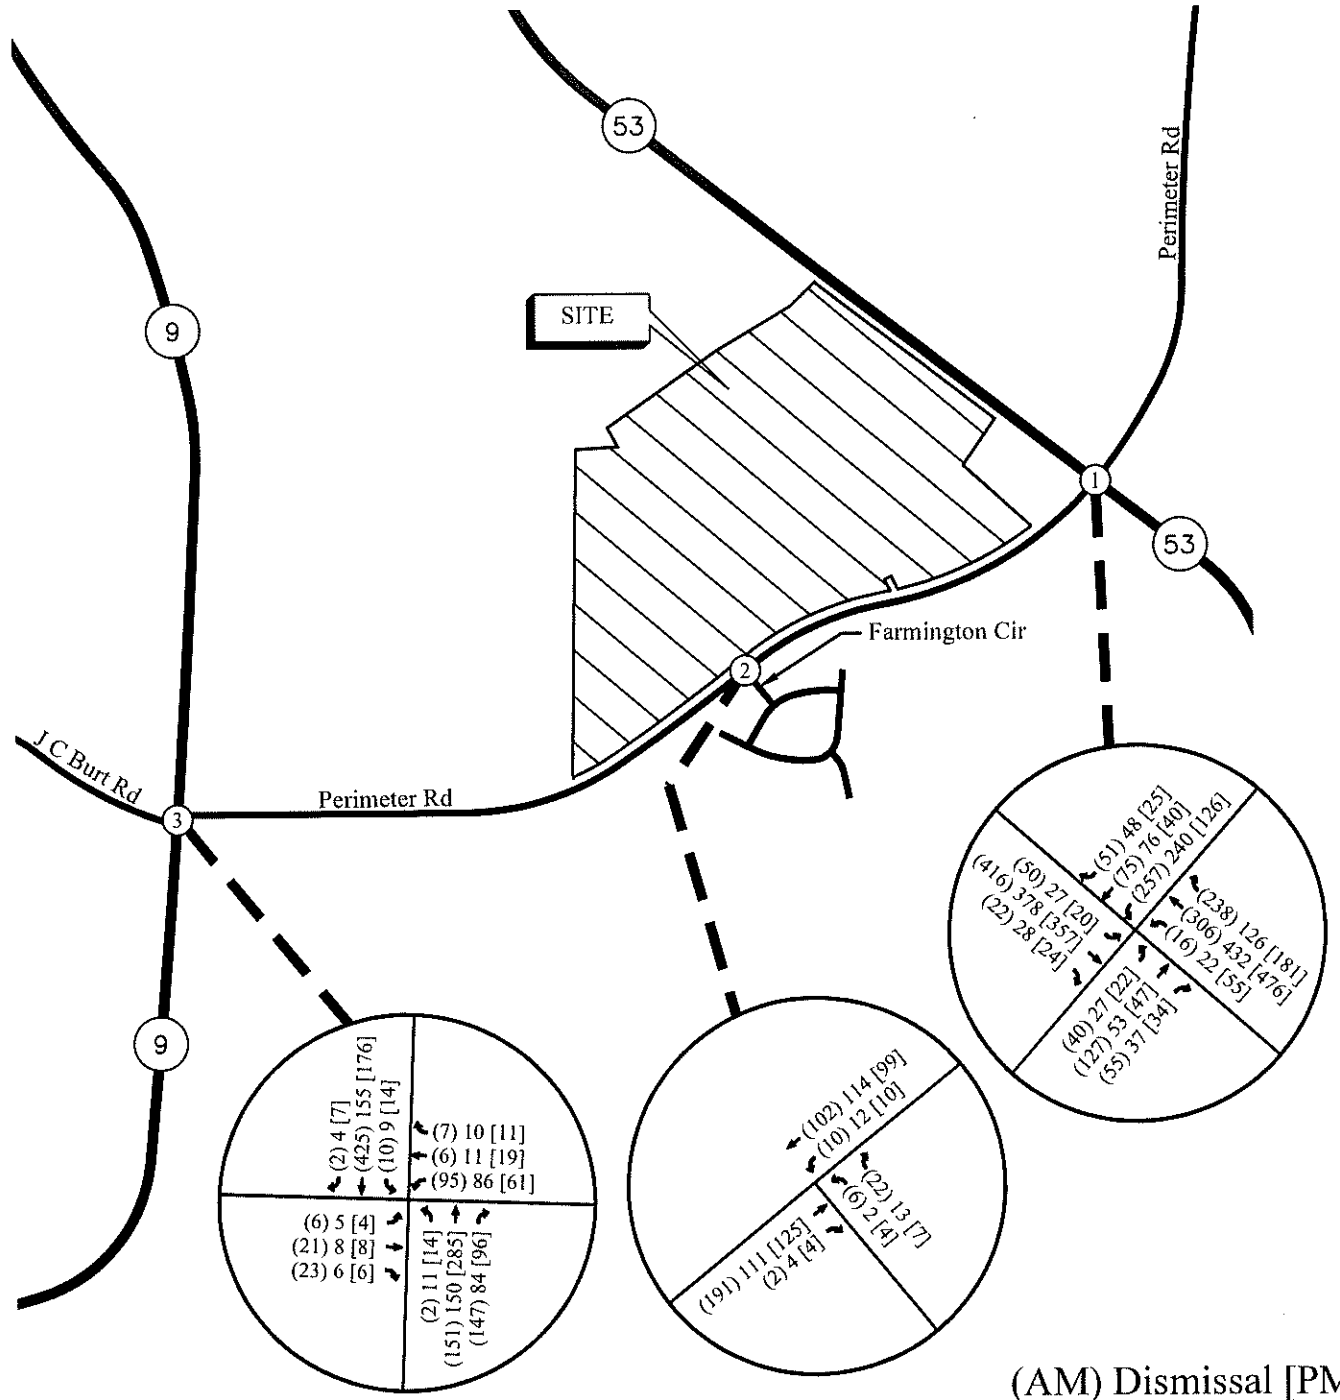 53
Perimeter Rd
9
SITE
1
53
Farmington Cir
2
J C Burt Rd
Perimeter Rd
3
9
(51) 48 [25]
(75) 76 [40]
(257) 240 [126]
(50) 27 [20]
(416) 378 [357]
(22) 28 [24]
(238) 126 [181]
(306) 432 [476]
(16) 22 [55]
(40) 27 [22]
(127) 53 [47]
(55) 37 [34]
(2) 4 [7]
(425) 155 [176]
(10) 9 [14]
(7) 10 [11]
(6) 11 [19]
(95) 86 [61]
(6) 5 [4]
(21) 8 [8]
(23) 6 [6]
(2) 11 [14]
(151) 150 [285]
(147) 84 [96]
(102) 114 [99]
(10) 12 [10]
(22) 13 [7]
(6) 2 [4]
(191) 111 [125]
(2) 4 [4]
(AM) Dismissal [PM